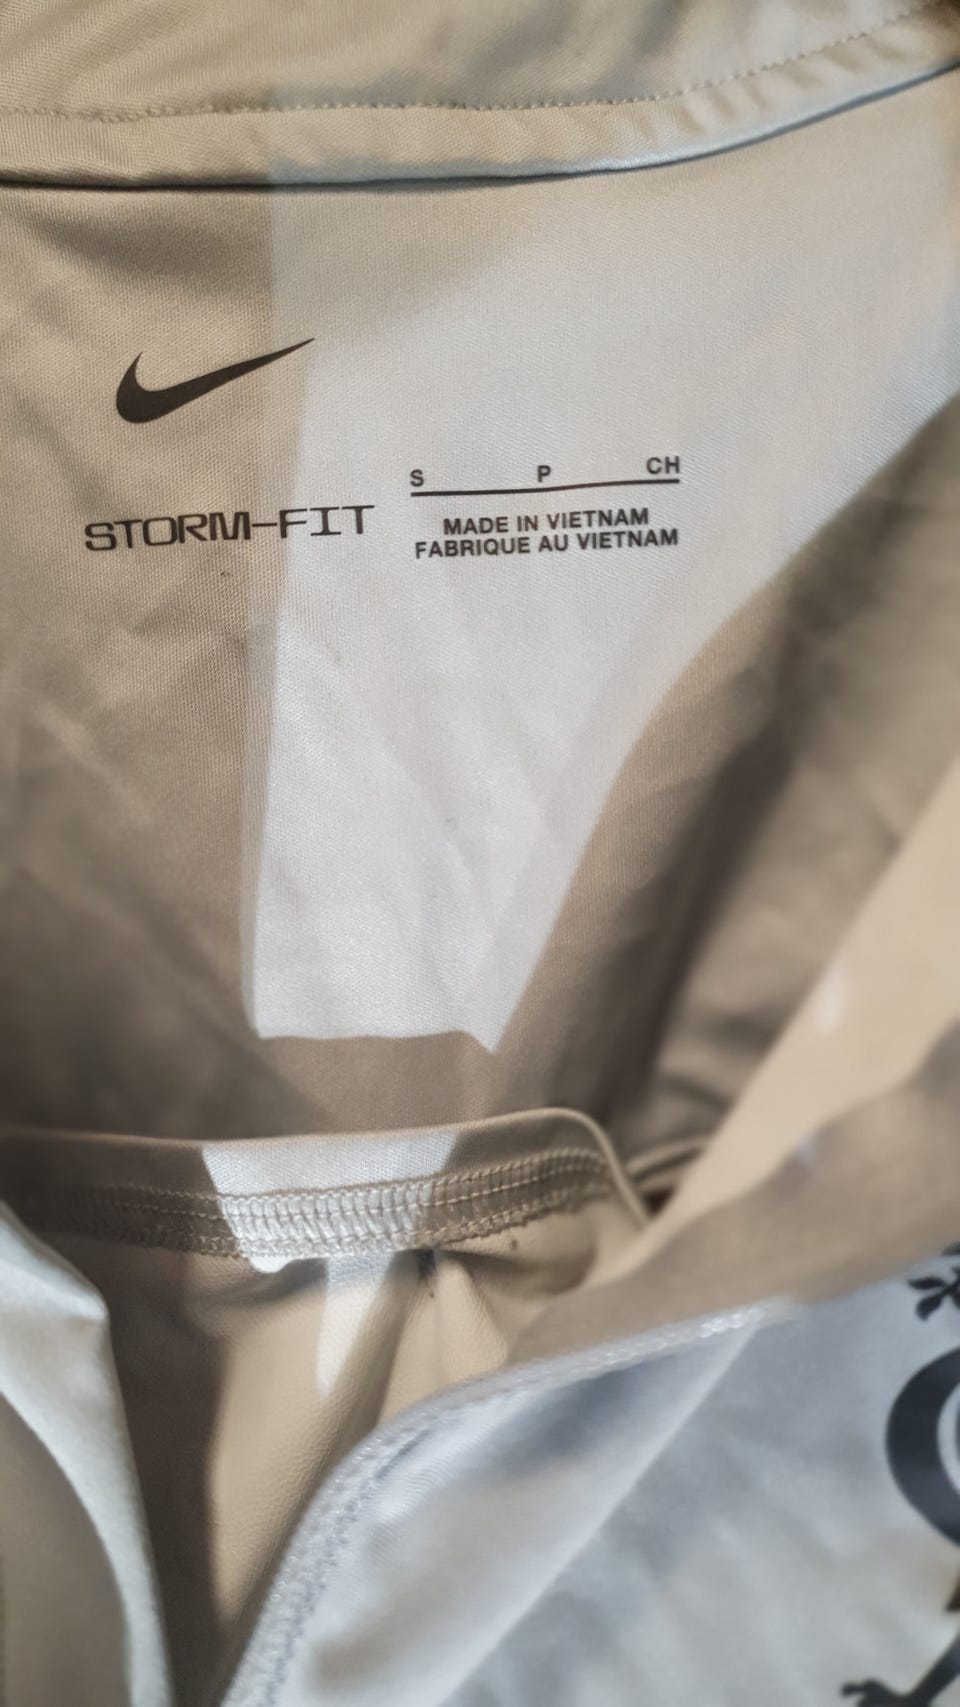 S P CH
STORM-FIT
MADE IN VIETNAM
FABRIQUE AU VIETNAM